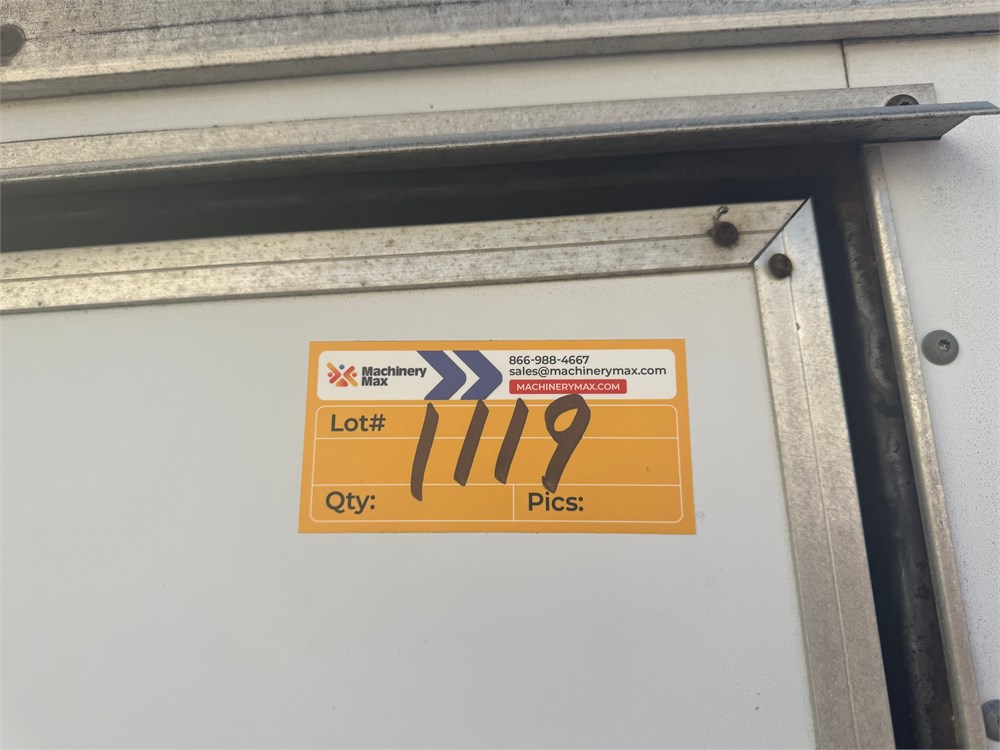 Machinery
Max
866-988-4667
sales@machinerymax.com
MACHINERYMAX.COM
Lot#
1119
Qty:
Pics: